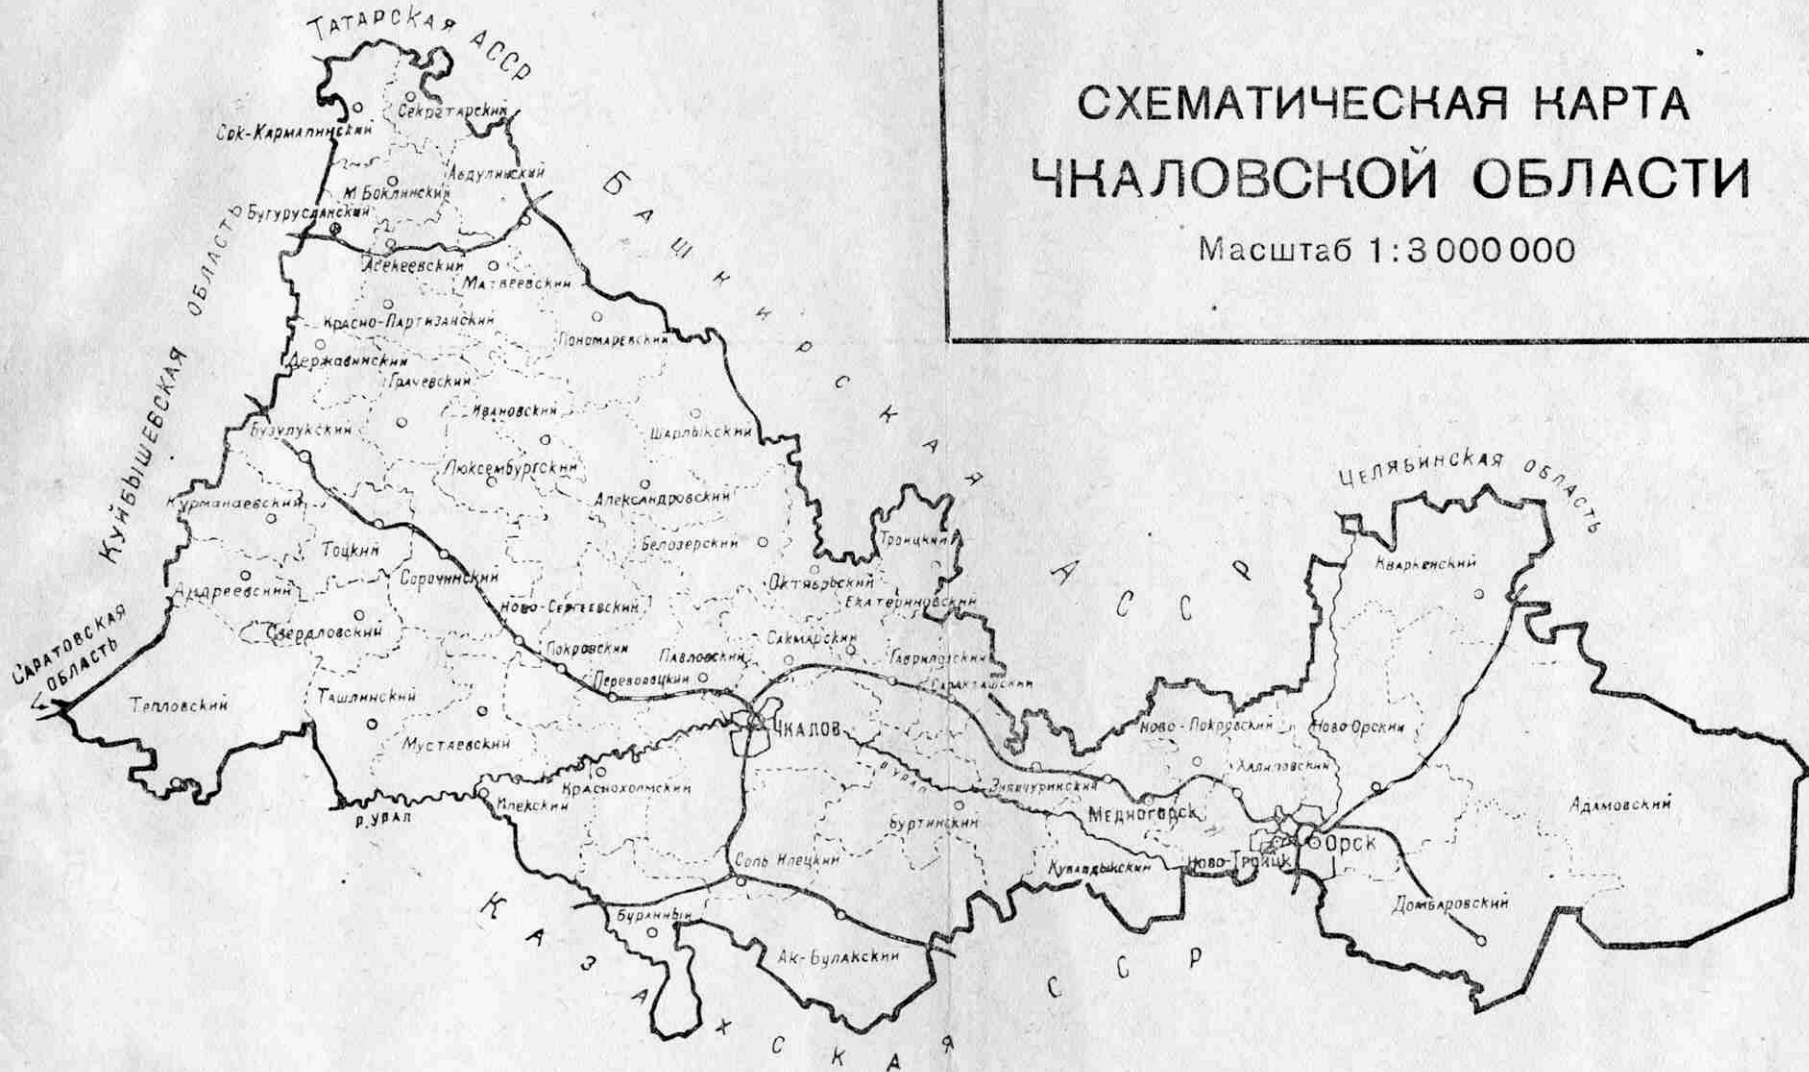 СХЕМАТИЧЕСКАЯ КАРТА
ЧКАЛОВСКОЙ ОБЛАСТИ
Масштаб 1:3 000 000
ТАТАРСКАЯ АССР
Секретарский
Сок-Кармалинский
Абдулинский
М. Боклинский
Бугурусланский
Асекеевский
Матвеевский
Красно-Партизанский
Пономаревский
Державинский
Грачевский
Ивановский
Бузулукский
Шарлыкский
Люксембургский
Александровский
Курманаевский
Белозерский
Троицкий
Тоцкий
Сорочинский
Октябрьский
Андреевский
Екатериновский
Ново-Сергеевский
Свердловский
Сакмарский
Покровский
Павловский
Гавриловский
Переволоцкий
Саракташский
Тепловский
Ташлинский
ЧКАЛОВ
Мустаевский
р. Урал
Краснохолмский
Илекский
р. УРАЛ
Зиянчуринский
Буртинский
Медногорск
Соль Илецкий
Кувандыкский
Ново-Троицк
Орск
Буранный
Ак-Булакский
Домбаровский
Адамовский
Халиловский
Ново-Покровский
Ново Орский
Кваркенский
ЧЕЛЯБИНСКАЯ ОБЛАСТЬ
БАШКИРСКАЯ АССР
КУЙБЫШЕВСКАЯ ОБЛАСТЬ
САРАТОВСКАЯ
ОБЛАСТЬ
КАЗАХСКАЯ ССР